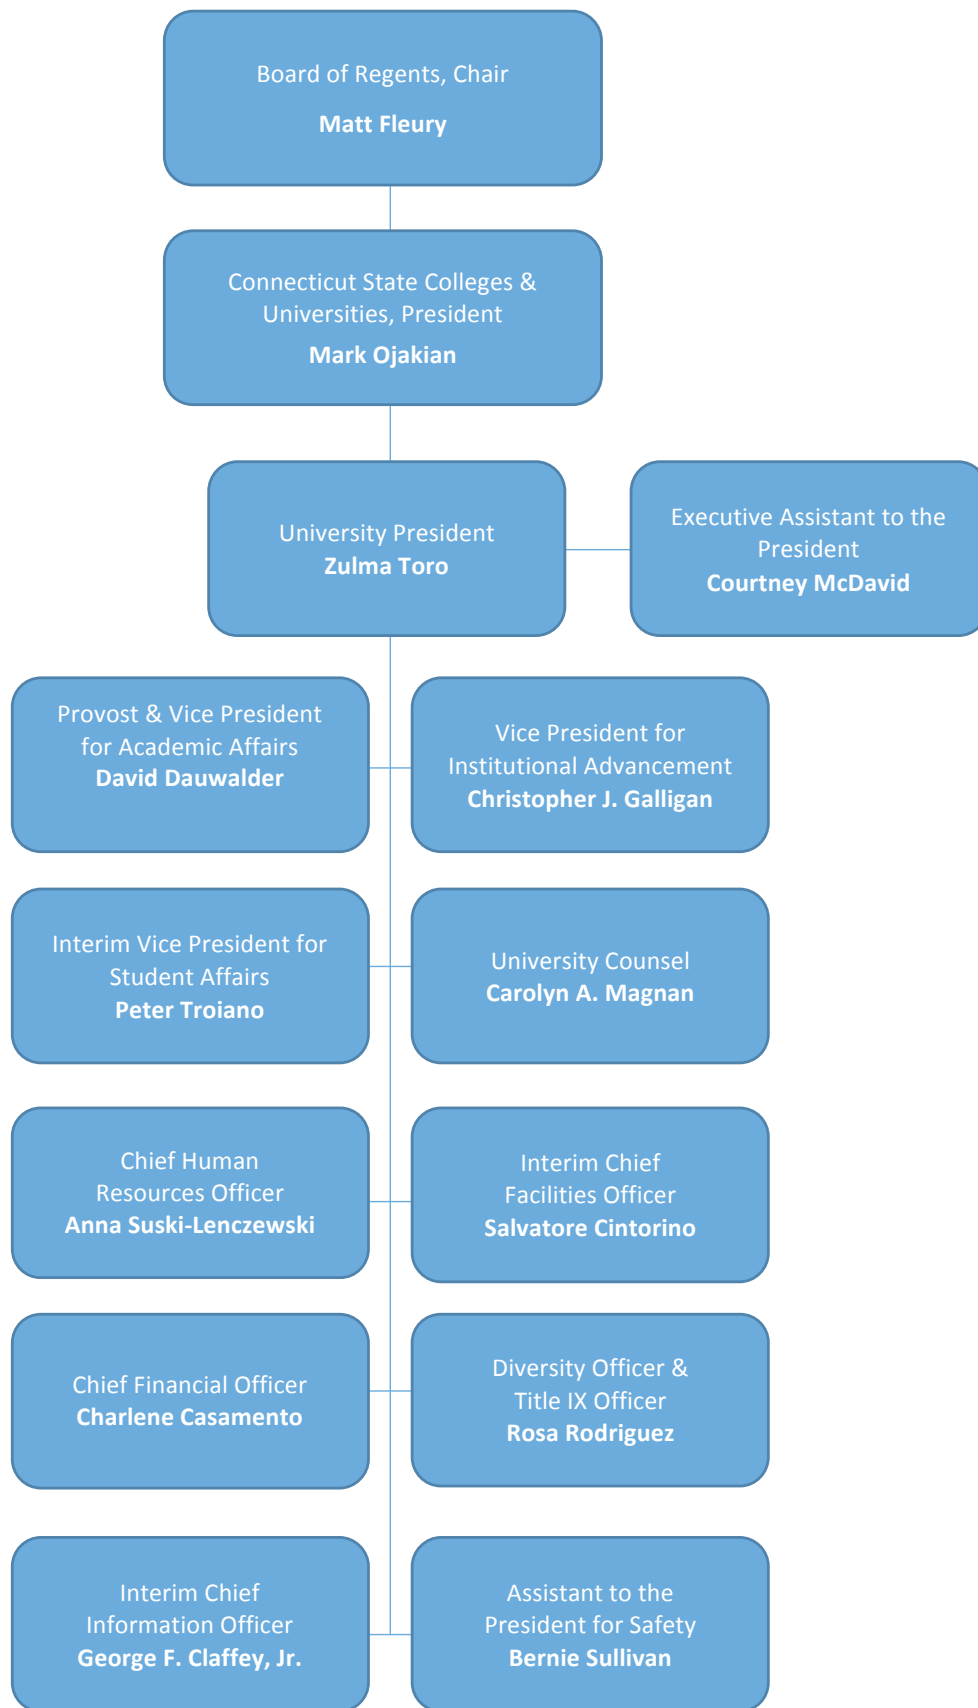 Board of Regents, Chair
Matt Fleury
Connecticut State Colleges &
Universities, President
Mark Ojakian
University President
Zulma Toro
Executive Assistant to the
President
Courtney McDavid
Provost & Vice President
for Academic Affairs
David Dauwalder
Vice President for
Institutional Advancement
Christopher J. Galligan
Interim Vice President for
Student Affairs
Peter Troiano
University Counsel
Carolyn A. Magnan
Chief Human
Resources Officer
Anna Suski-Lenczewski
Interim Chief
Facilities Officer
Salvatore Cintorino
Chief Financial Officer
Charlene Casamento
Diversity Officer &
Title IX Officer
Rosa Rodriguez
Interim Chief
Information Officer
George F. Claffey, Jr.
Assistant to the
President for Safety
Bernie Sullivan